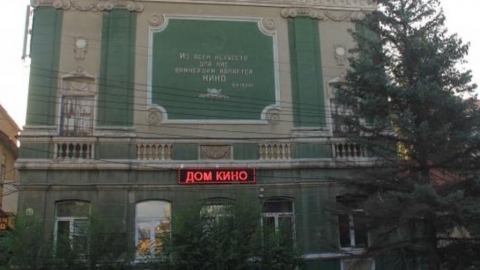 Из всех искусств
для нас
важнейшим является
КИНО
ДОМ КИНО